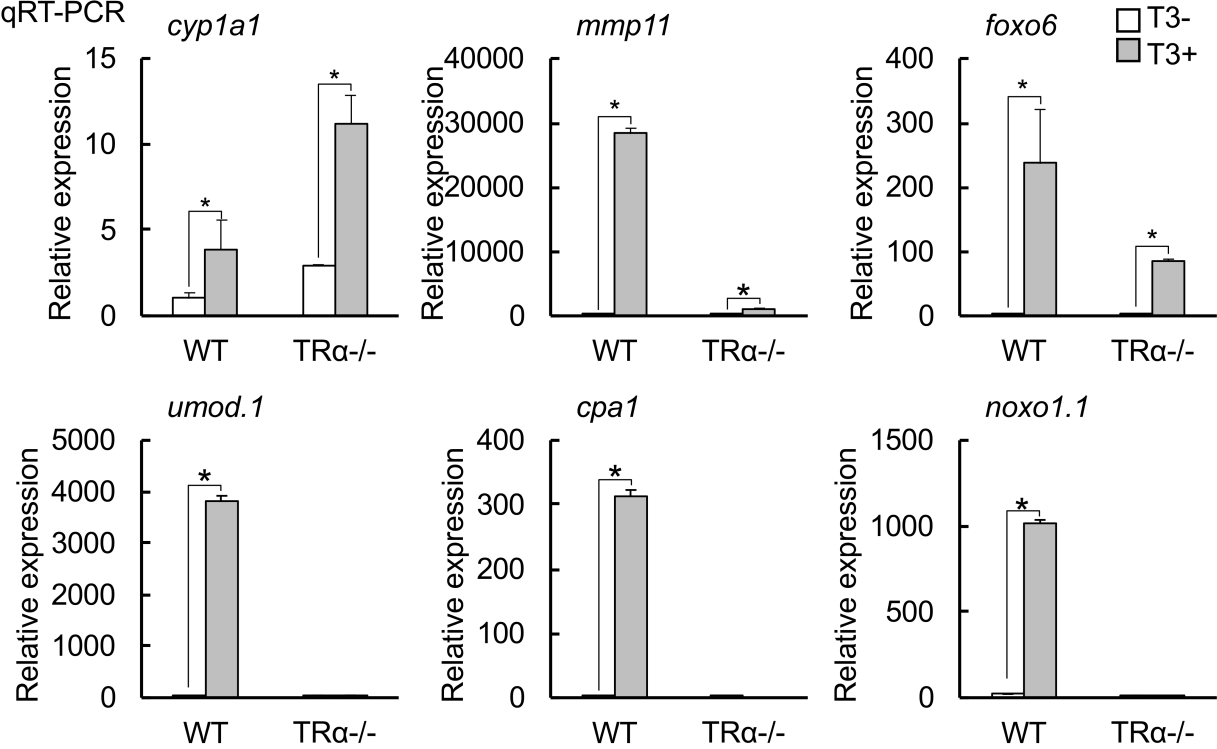 qRT-PCR
cyp1a1
Relative expression
15
10
5
0
*
*
WT
TRα-/-
mmp11
Relative expression
40000
30000
20000
10000
0
*
*
WT
TRα-/-
foxo6
T3-
T3+
Relative expression
400
300
200
100
0
*
*
WT
TRα-/-
umod.1
Relative expression
5000
4000
3000
2000
1000
0
*
WT
TRα-/-
cpa1
Relative expression
400
300
200
100
0
*
WT
TRα-/-
noxo1.1
Relative expression
1500
1000
500
0
*
WT
TRα-/-